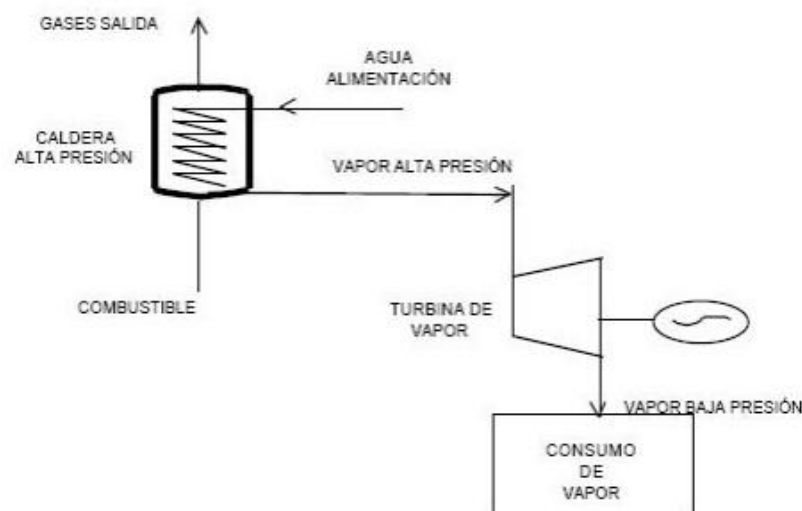 GASES SALIDA
AGUA
ALIMENTACIÓN
CALDERA
ALTA PRESIÓN
VAPOR ALTA PRESIÓN
COMBUSTIBLE
TURBINA DE
VAPOR
VAPOR BAJA PRESIÓN
CONSUMO
DE
VAPOR